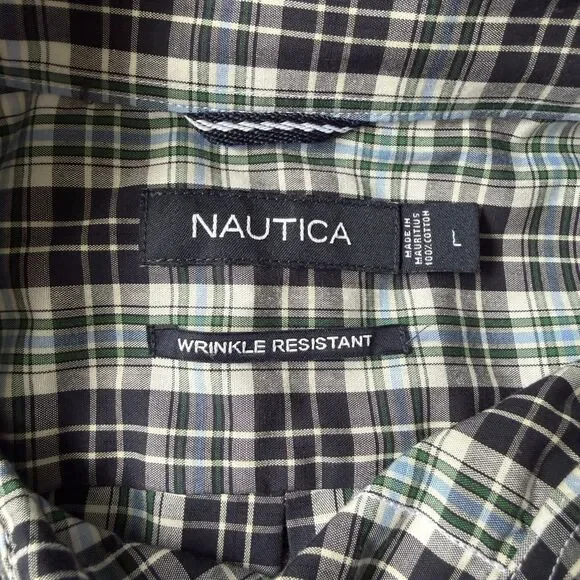 NAUTICA
MADE IN
MAURITIUS
100% COTTON
L
WRINKLE RESISTANT